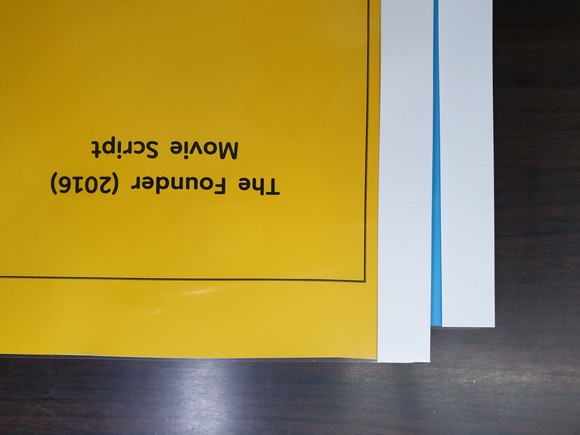 The Founder (2016)
Movie Script